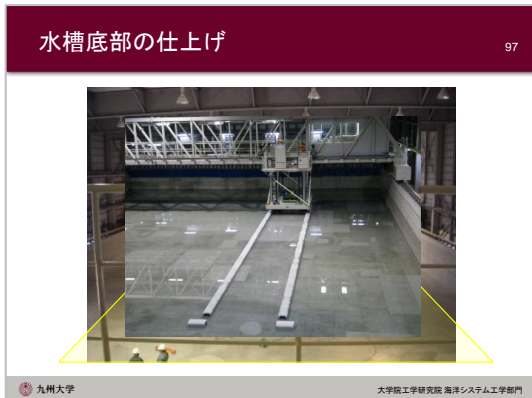 水槽底部の仕上げ
97
九州大学
大学院工学研究院 海洋システム工学部門